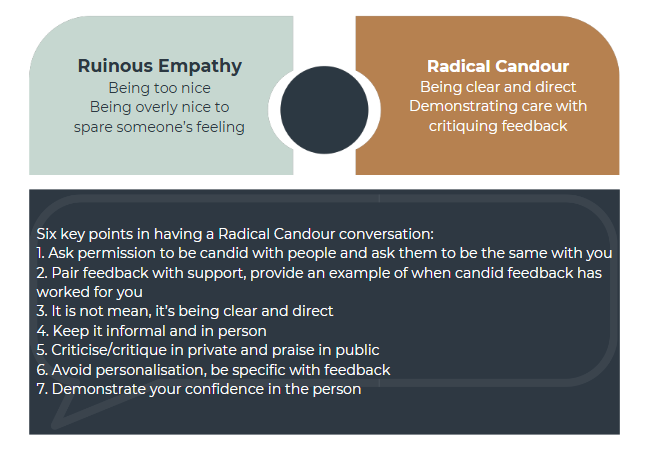 Ruinous Empathy
Being too nice
Being overly nice to
spare someone's feeling
Radical Candour
Being clear and direct
Demonstrating care with
critiquing feedback
Six key points in having a Radical Candour conversation:
1. Ask permission to be candid with people and ask them to be the same with you
2. Pair feedback with support, provide an example of when candid feedback has
worked for you
3. It is not mean, it's being clear and direct
4. Keep it informal and in person
5. Criticise/critique in private and praise in public
6. Avoid personalisation, be specific with feedback
7. Demonstrate your confidence in the person